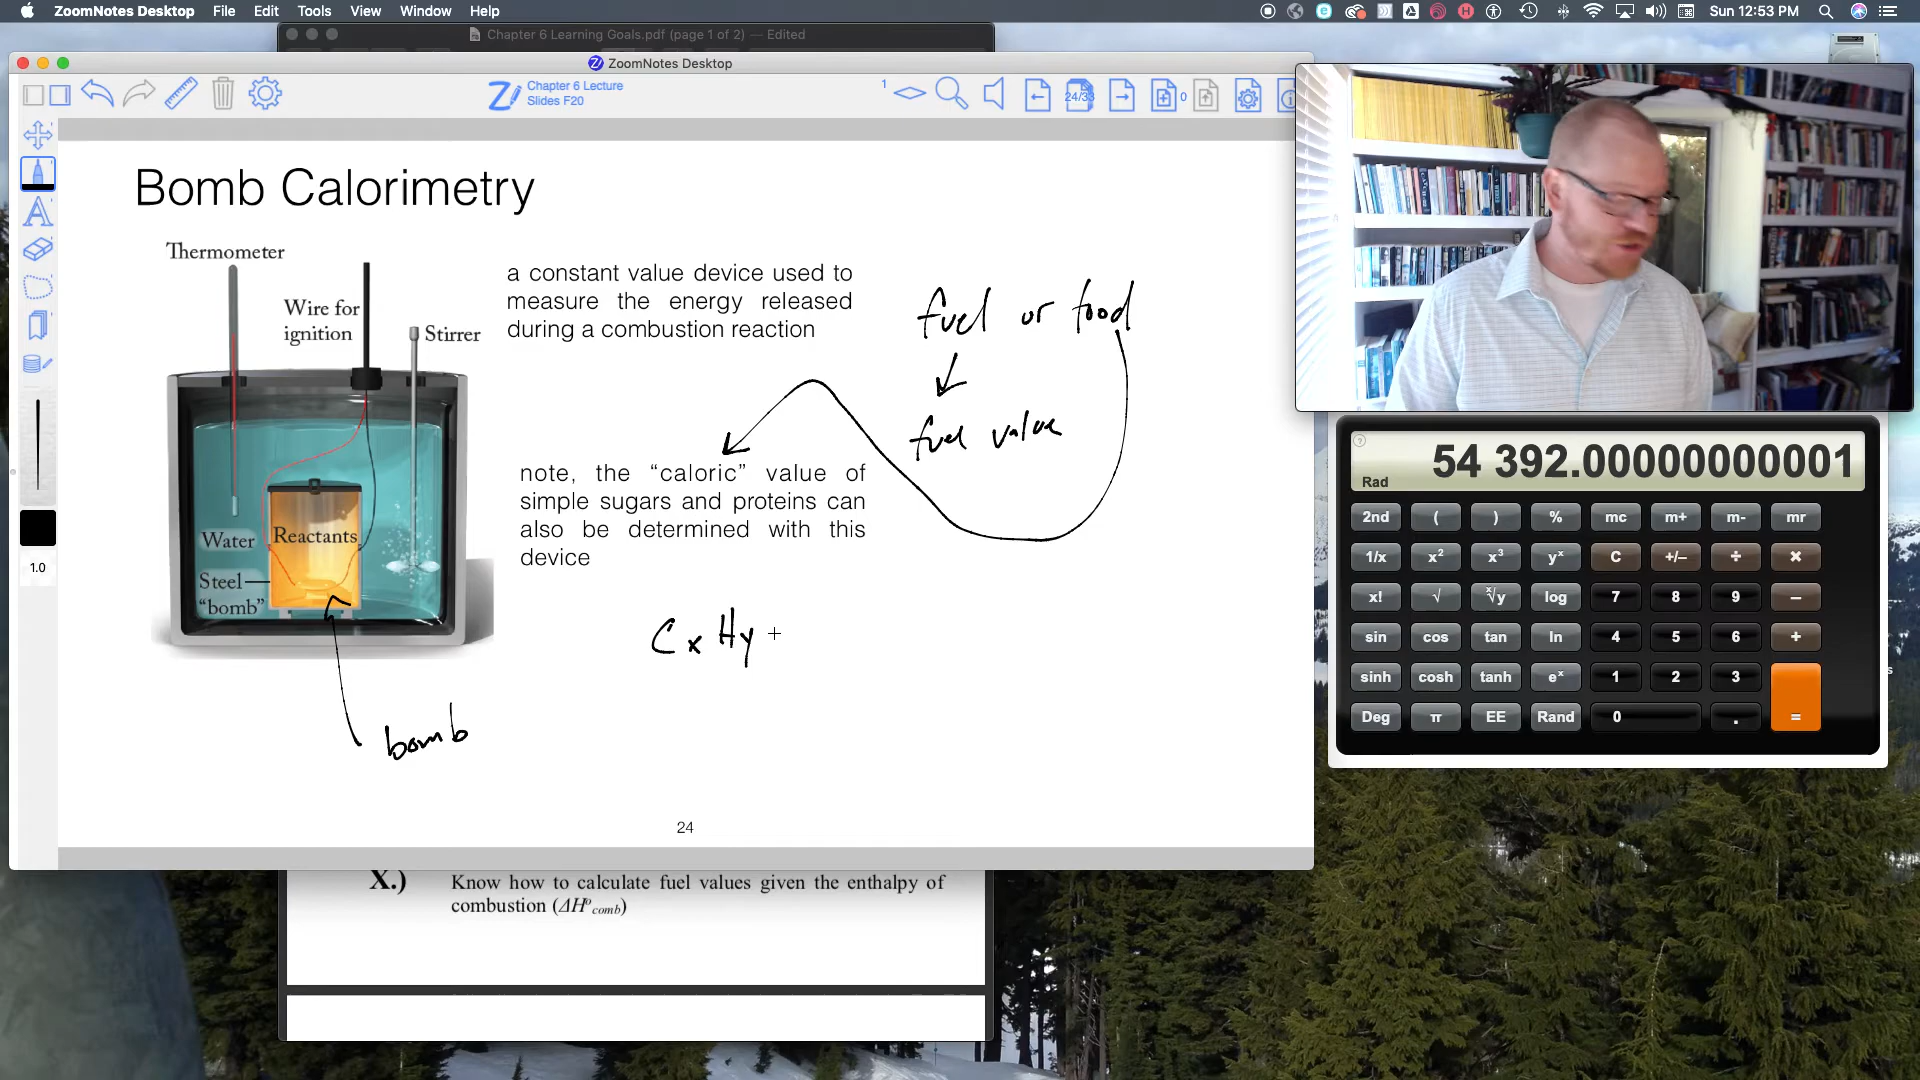 ZoomNotes Desktop File Edit Tools View Window Help
Sun 12:53 PM
Chapter 6 Learning Goals.pdf (page 1 of 2) — Edited
ZoomNotes Desktop
Chapter 6 Lecture
Slides F20
1
24/33
0
Bomb Calorimetry
Thermometer
Wire for
ignition
Stirrer
Water
Reactants
Steel
"bomb"
bomb
a constant value device used to
measure the energy released
during a combustion reaction
fuel or food
fuel value
note, the “caloric” value of
simple sugars and proteins can
also be determined with this
device
CxHy +
24
1.0
X.) Know how to calculate fuel values given the enthalpy of
combustion (ΔH°comb)
54 392.00000000001
Rad
2nd ( ) % mc m+ m- mr
1/x x² x³ yˣ C +/− ÷ ×
x! √ ˣ√y log 7 8 9 −
sin cos tan ln 4 5 6 +
sinh cosh tanh eˣ 1 2 3
Deg π EE Rand 0 . =